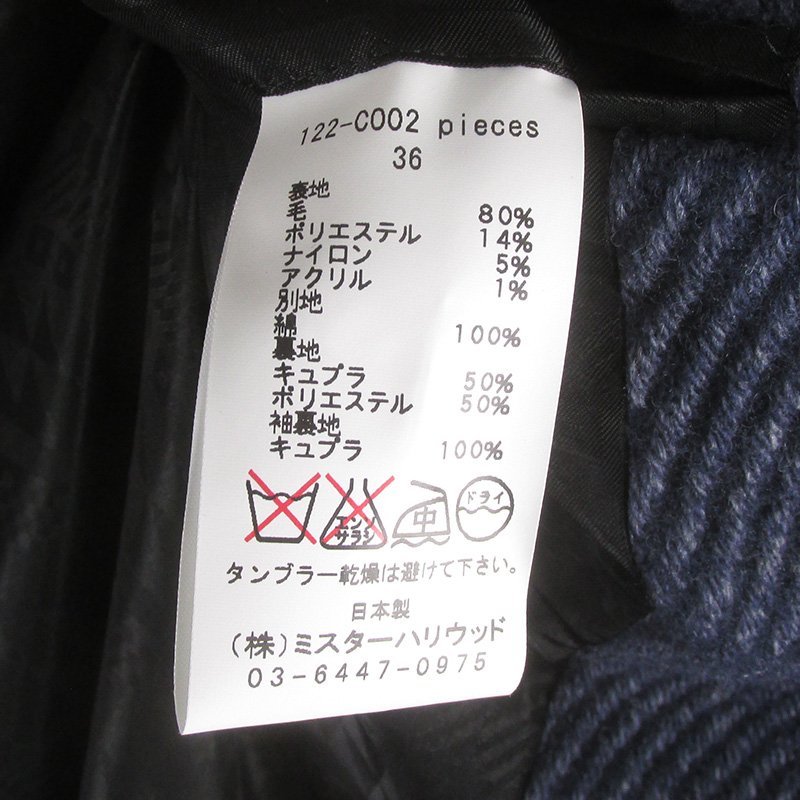 122-C002 pieces
36
表地
毛 80%
ポリエステル 14%
ナイロン 5%
アクリル 1%
別地
綿 100%
裏地
キュプラ 50%
ポリエステル 50%
袖裏地
キュプラ 100%
エンソ
サラシ
中
ドライ
タンブラー乾燥は避けて下さい。
日本製
(株)ミスターハリウッド
03-6447-0975